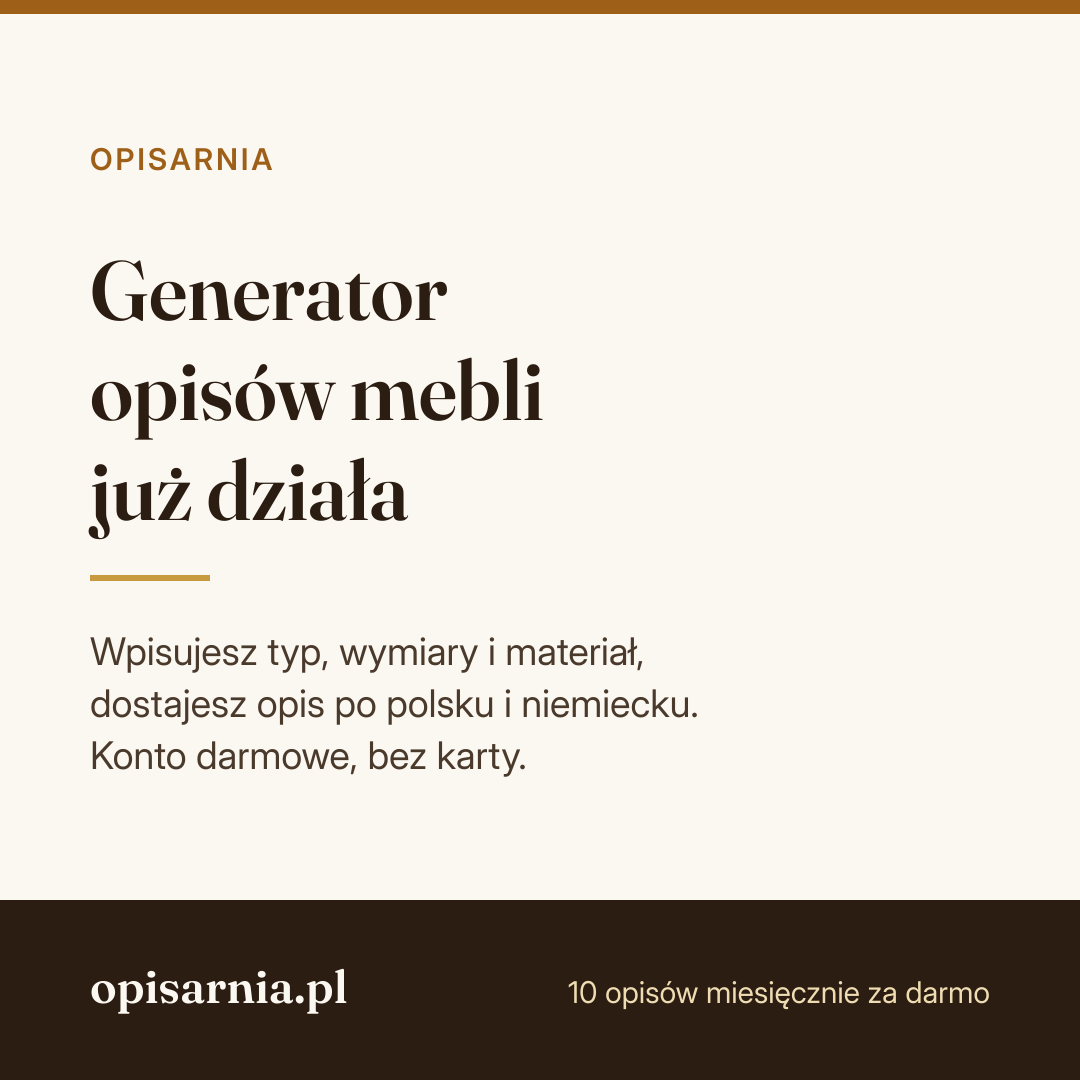 OPISARNIA
Generator
opisów mebli
już działa
Wpisujesz typ, wymiary i materiał,
dostajesz opis po polsku i niemiecku.
Konto darmowe, bez karty.
opisarnia.pl
10 opisów miesięcznie za darmo